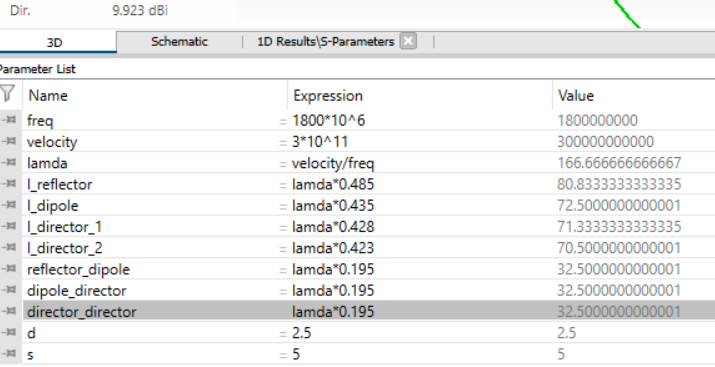 Dir. 9.923 dBi
3D Schematic 1D Results\S-Parameters
Parameter List
Name Expression Value
freq = 1800*10^6 1800000000
velocity = 3*10^11 300000000000
lamda = velocity/freq 166.666666666667
l_reflector = lamda*0.485 80.8333333333335
l_dipole = lamda*0.435 72.5000000000001
l_director_1 = lamda*0.428 71.3333333333335
l_director_2 = lamda*0.423 70.5000000000001
reflector_dipole = lamda*0.195 32.5000000000001
dipole_director = lamda*0.195 32.5000000000001
director_director lamda*0.195 32.5000000000001
d = 2.5 2.5
s = 5 5